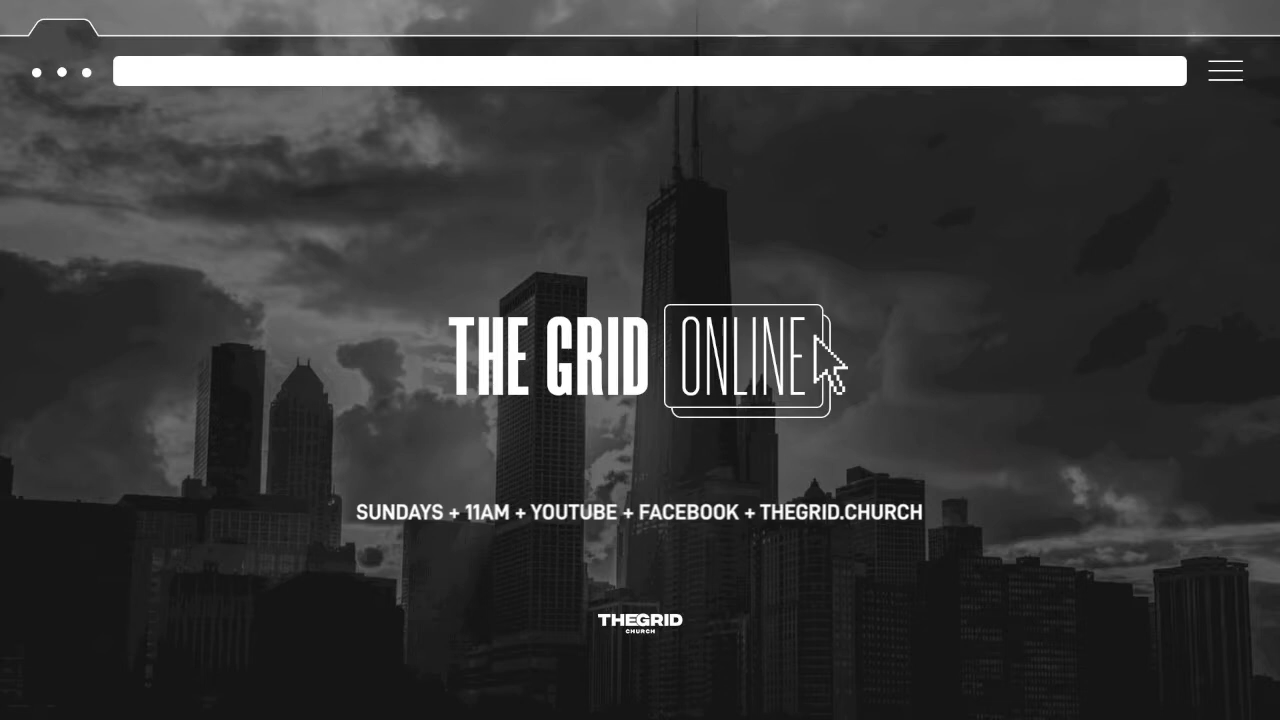 THE GRID ONLINE
SUNDAYS + 11AM + YOUTUBE + FACEBOOK + THEGRID.CHURCH
THEGRID
CHURCH